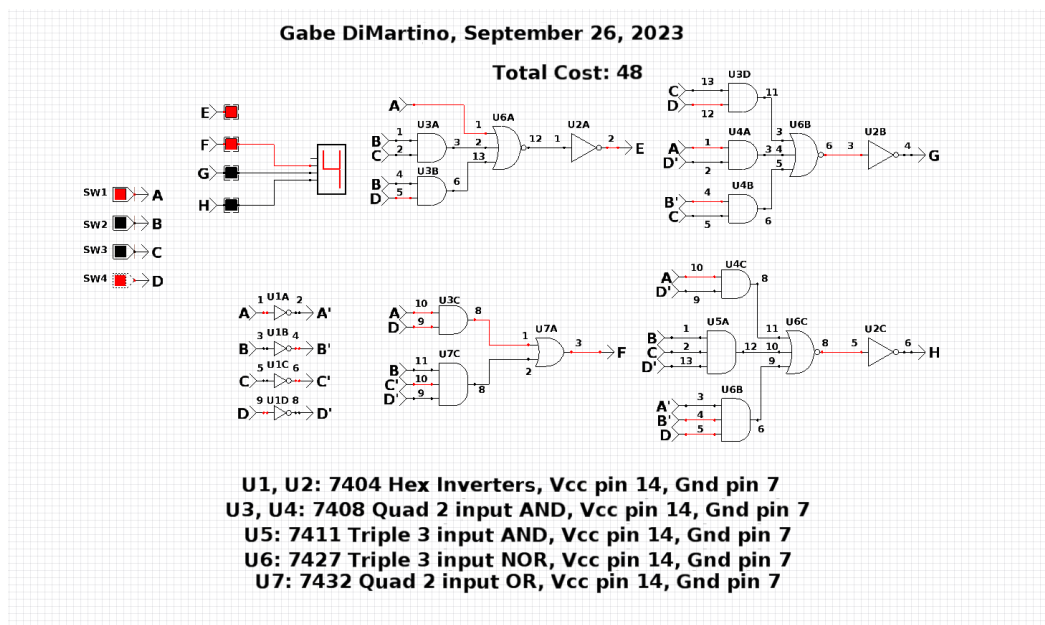 Gabe DiMartino, September 26, 2023
Total Cost: 48
E
F
G
H
4
SW1 A
SW2 B
SW3 C
SW4 D
A 1 U1A 2 A'
B 3 U1B 4 B'
C 5 U1C 6 C'
D 9 U1D 8 D'
A
U6A
1
B 1 U3A
C 2 3 2 12 1 U2A 2 E
13
B 4 U3B
D 5 6
C 13 U3D
D 12 11
U6B
3
A 1 U4A
D' 2 3 4 6 3 U2B 4 G
5
B' 4 U4B
C 5 6
A 10 U3C
D 9 8
U7A
1
3 F
2
B 11 U7C
C' 10
D' 9 8
A 10 U4C
D' 9 8
U6C
11
B 1 U5A
C 2 12 10 8 5 U2C 6 H
D' 13
9
A' 3 U6B
B' 4
D 5 6
U1, U2: 7404 Hex Inverters, Vcc pin 14, Gnd pin 7
U3, U4: 7408 Quad 2 input AND, Vcc pin 14, Gnd pin 7
U5: 7411 Triple 3 input AND, Vcc pin 14, Gnd pin 7
U6: 7427 Triple 3 input NOR, Vcc pin 14, Gnd pin 7
U7: 7432 Quad 2 input OR, Vcc pin 14, Gnd pin 7